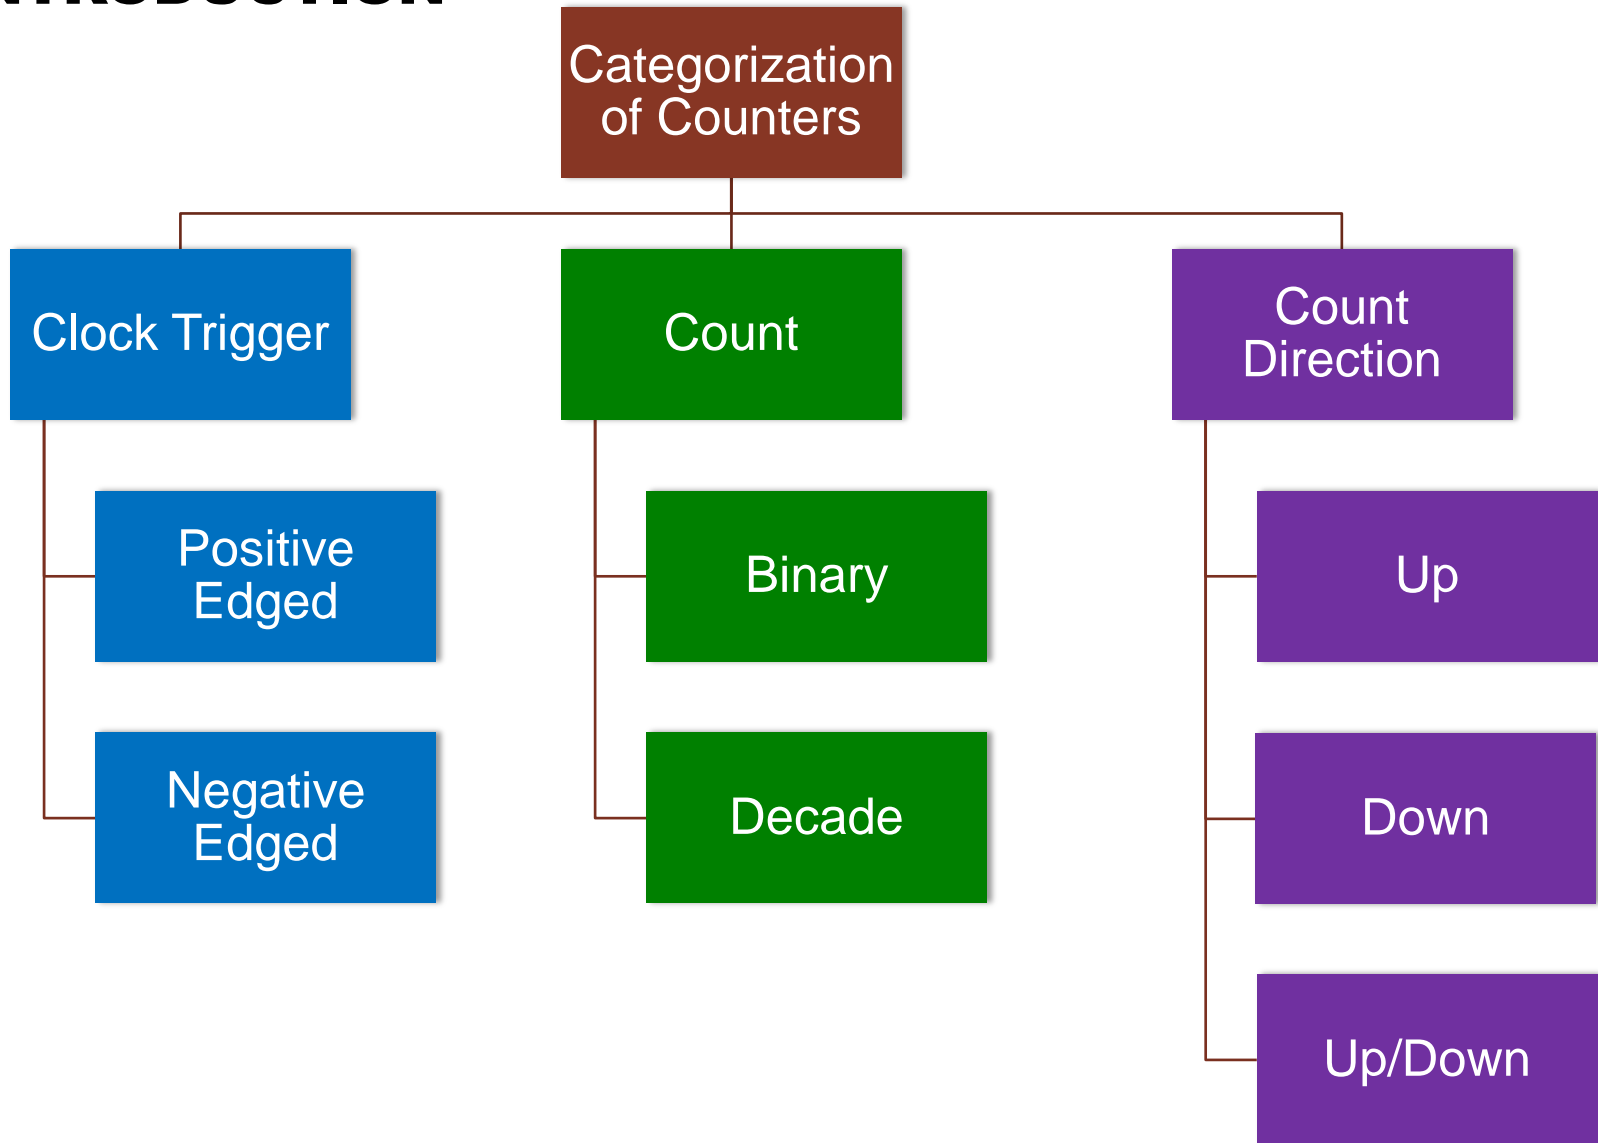 Categorization
of Counters
Clock Trigger
Count
Count
Direction
Positive
Edged
Binary
Up
Negative
Edged
Decade
Down
Up/Down